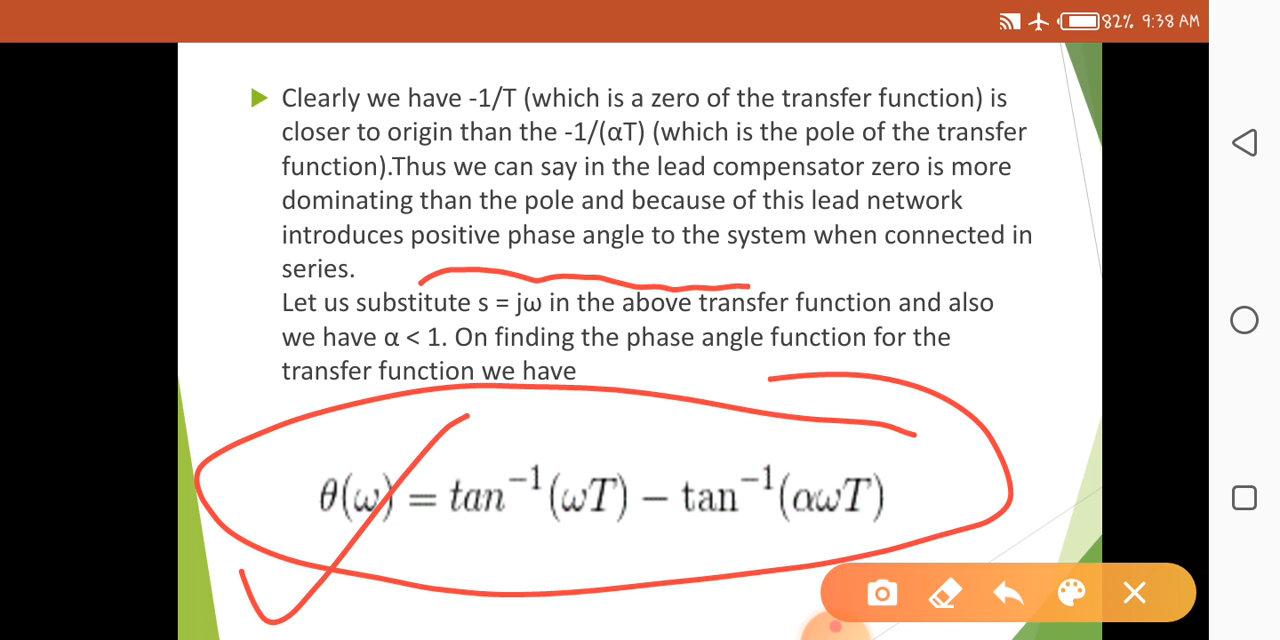 82% 9:38 AM
Clearly we have -1/T (which is a zero of the transfer function) is
closer to origin than the -1/(αT) (which is the pole of the transfer
function).Thus we can say in the lead compensator zero is more
dominating than the pole and because of this lead network
introduces positive phase angle to the system when connected in
series.
Let us substitute s = jω in the above transfer function and also
we have α < 1. On finding the phase angle function for the
transfer function we have
θ(ω) = tan⁻¹(ωT) − tan⁻¹(αωT)